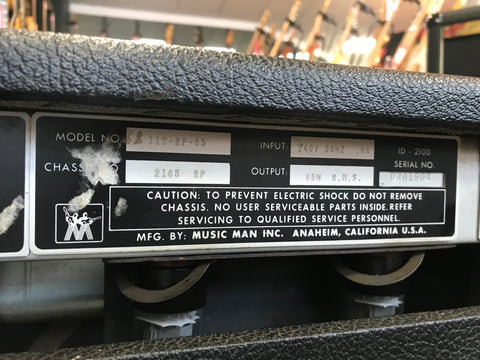 MODEL NO. 112-RP-65 INPUT: 240V 50HZ .8A ID - 2100
CHASSIS 2165 RP OUTPUT: 65W R.M.S. SERIAL NO.
CAUTION: TO PREVENT ELECTRIC SHOCK DO NOT REMOVE
CHASSIS. NO USER SERVICEABLE PARTS INSIDE. REFER
SERVICING TO QUALIFIED SERVICE PERSONNEL.
MFG. BY: MUSIC MAN INC. ANAHEIM, CALIFORNIA U.S.A.